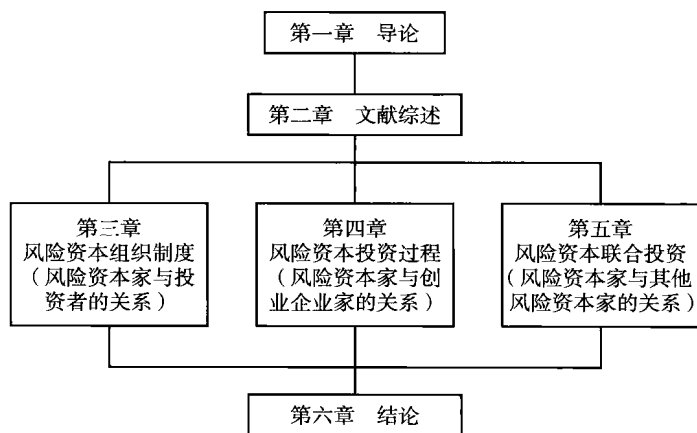 第一章 导论
第二章 文献综述
第三章
风险资本组织制度
（风险资本家与投
资者的关系）
第四章
风险资本投资过程
（风险资本家与创
业企业家的关系）
第五章
风险资本联合投资
（风险资本家与其他
风险资本家的关系）
第六章 结论